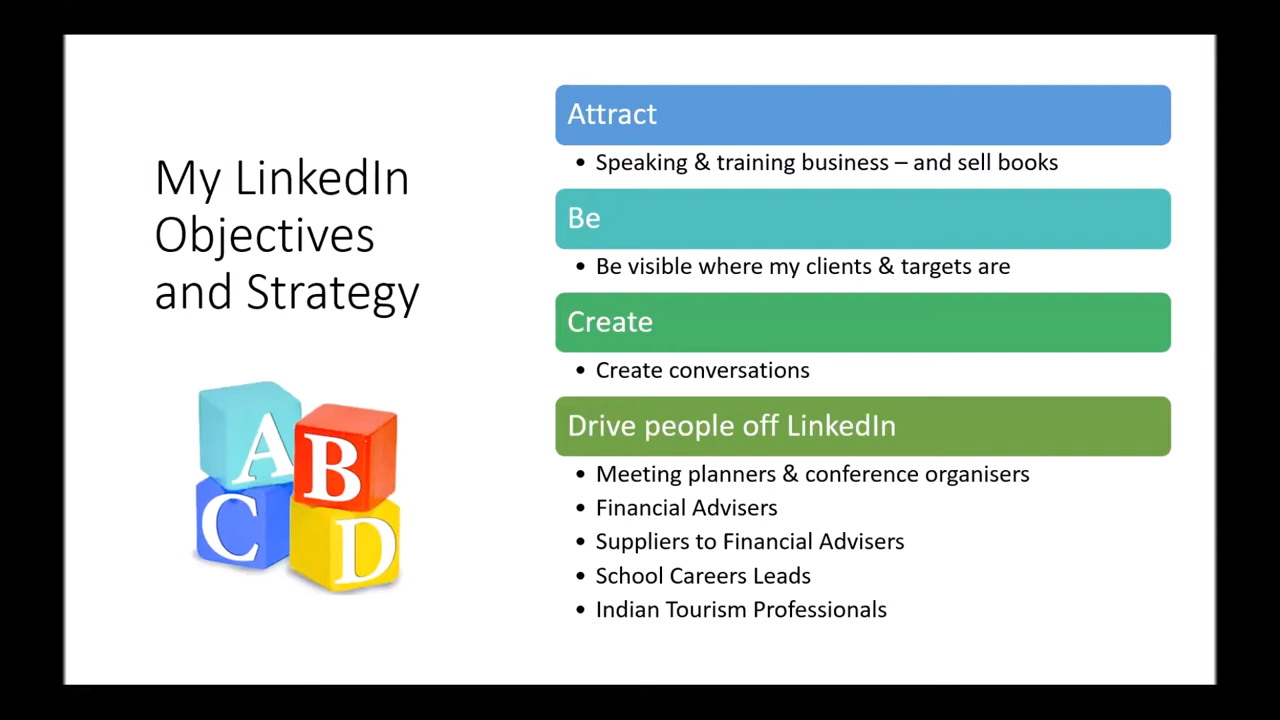 My LinkedIn
Objectives
and Strategy
A
B
C
D
Attract
• Speaking & training business – and sell books
Be
• Be visible where my clients & targets are
Create
• Create conversations
Drive people off LinkedIn
• Meeting planners & conference organisers
• Financial Advisers
• Suppliers to Financial Advisers
• School Careers Leads
• Indian Tourism Professionals